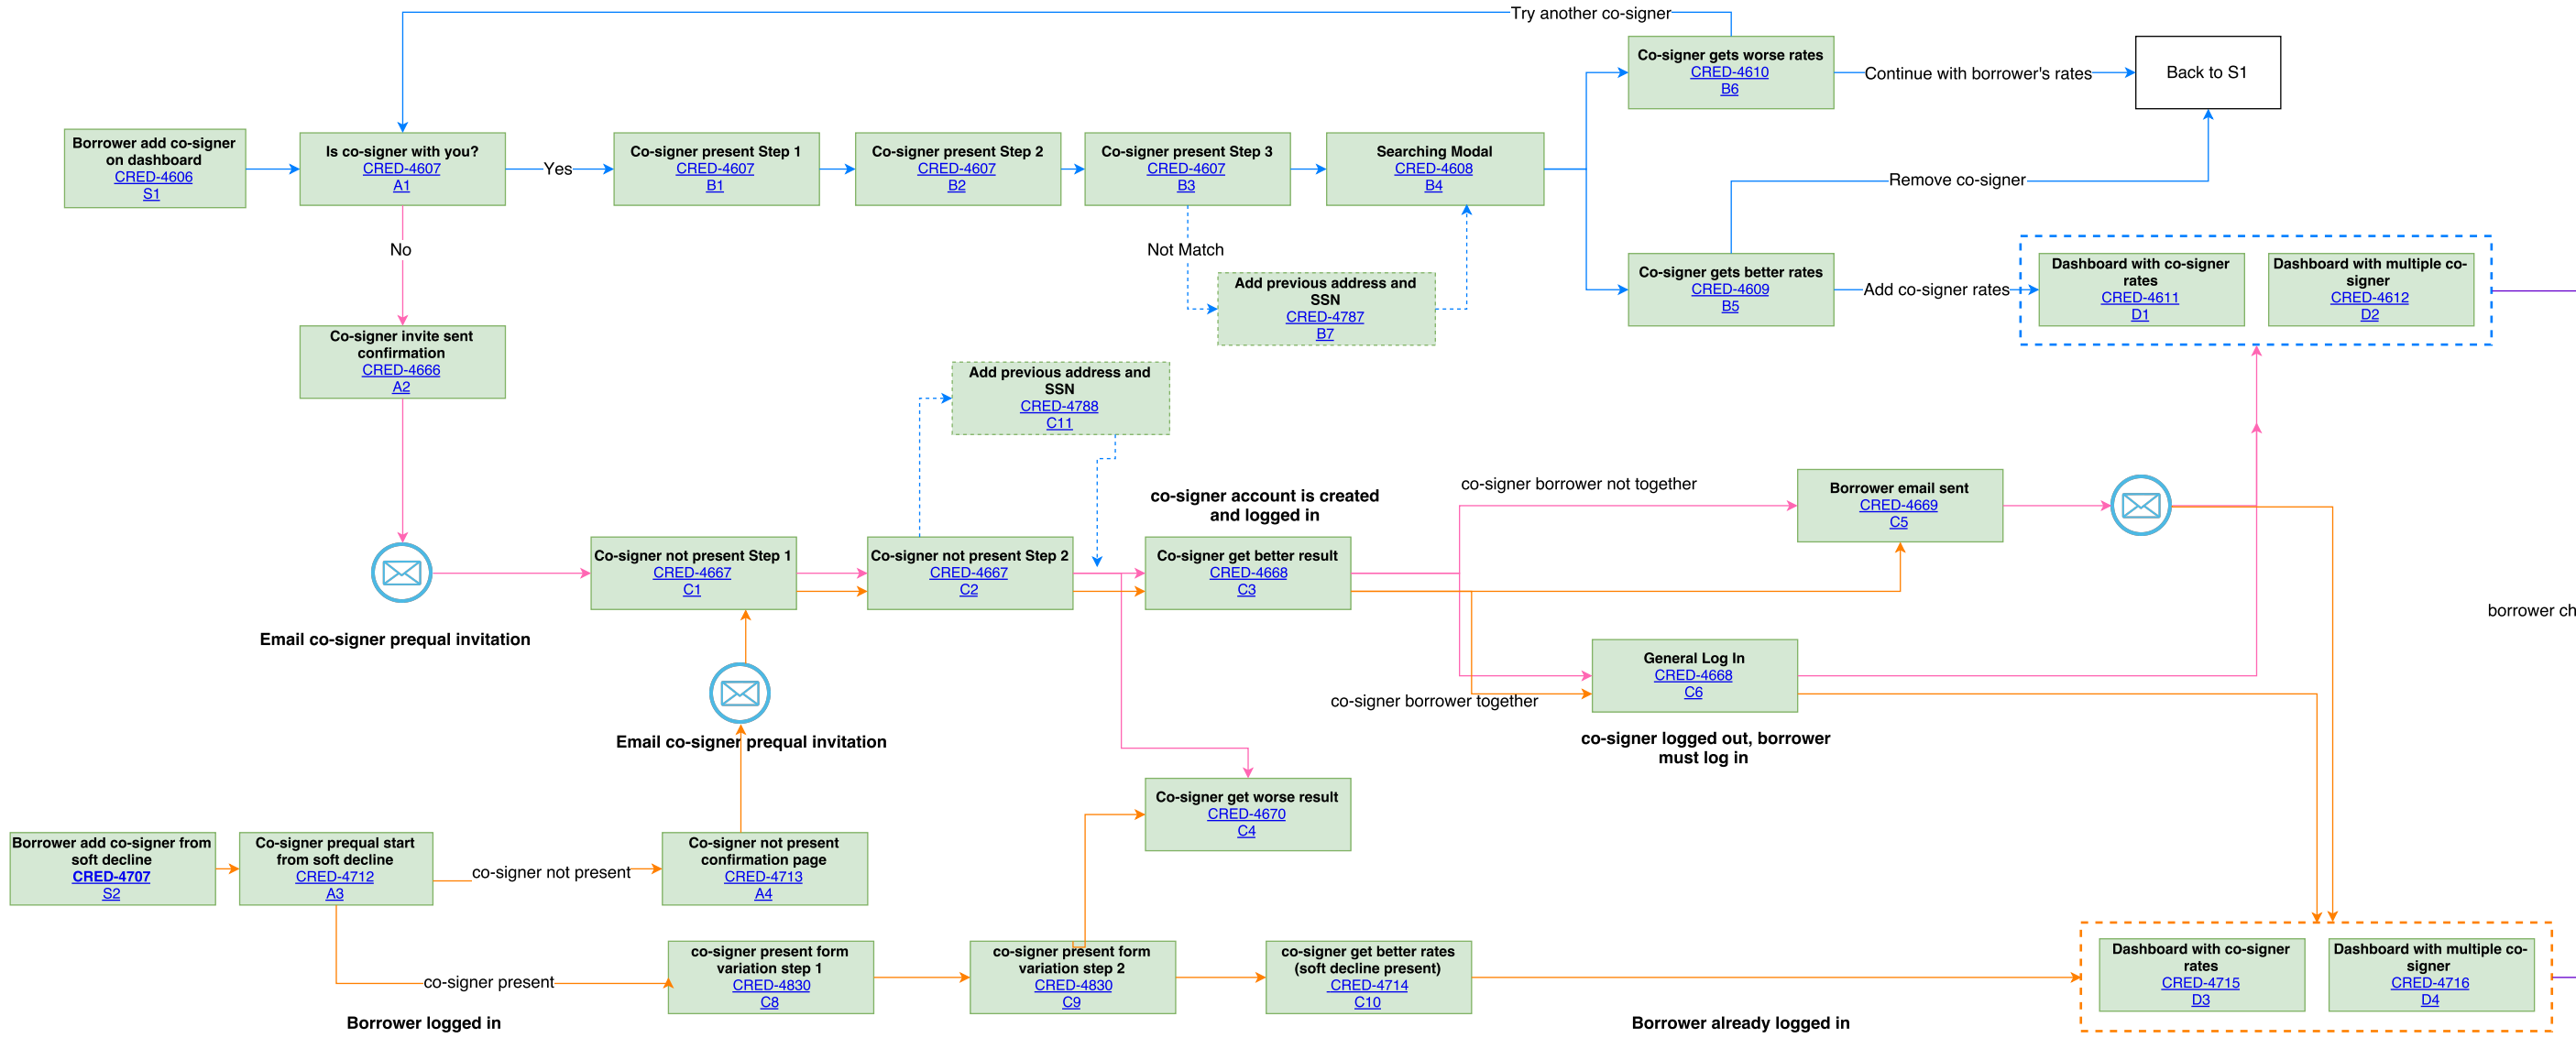 Try another co-signer
Co-signer gets worse rates
CRED-4610
B6
Continue with borrower's rates
Back to S1
Borrower add co-signer
on dashboard
CRED-4606
S1
Is co-signer with you?
CRED-4607
A1
Yes
Co-signer present Step 1
CRED-4607
B1
Co-signer present Step 2
CRED-4607
B2
Co-signer present Step 3
CRED-4607
B3
Searching Modal
CRED-4608
B4
Remove co-signer
No
Not Match
Add previous address and
SSN
CRED-4787
B7
Co-signer gets better rates
CRED-4609
B5
Add co-signer rates
Dashboard with co-signer
rates
CRED-4611
D1
Dashboard with multiple co-
signer
CRED-4612
D2
Co-signer invite sent
confirmation
CRED-4666
A2
Add previous address and
SSN
CRED-4788
C11
co-signer account is created
and logged in
co-signer borrower not together
Borrower email sent
CRED-4669
C5
Co-signer not present Step 1
CRED-4667
C1
Co-signer not present Step 2
CRED-4667
C2
Co-signer get better result
CRED-4668
C3
borrower ch
Email co-signer prequal invitation
General Log In
CRED-4668
C6
co-signer borrower together
Email co-signer prequal invitation
co-signer logged out, borrower
must log in
Co-signer get worse result
CRED-4670
C4
Borrower add co-signer from
soft decline
CRED-4707
S2
Co-signer prequal start
from soft decline
CRED-4712
A3
co-signer not present
Co-signer not present
confirmation page
CRED-4713
A4
co-signer present
co-signer present form
variation step 1
CRED-4830
C8
co-signer present form
variation step 2
CRED-4830
C9
co-signer get better rates
(soft decline present)
CRED-4714
C10
Dashboard with co-signer
rates
CRED-4715
D3
Dashboard with multiple co-
signer
CRED-4716
D4
Borrower logged in
Borrower already logged in